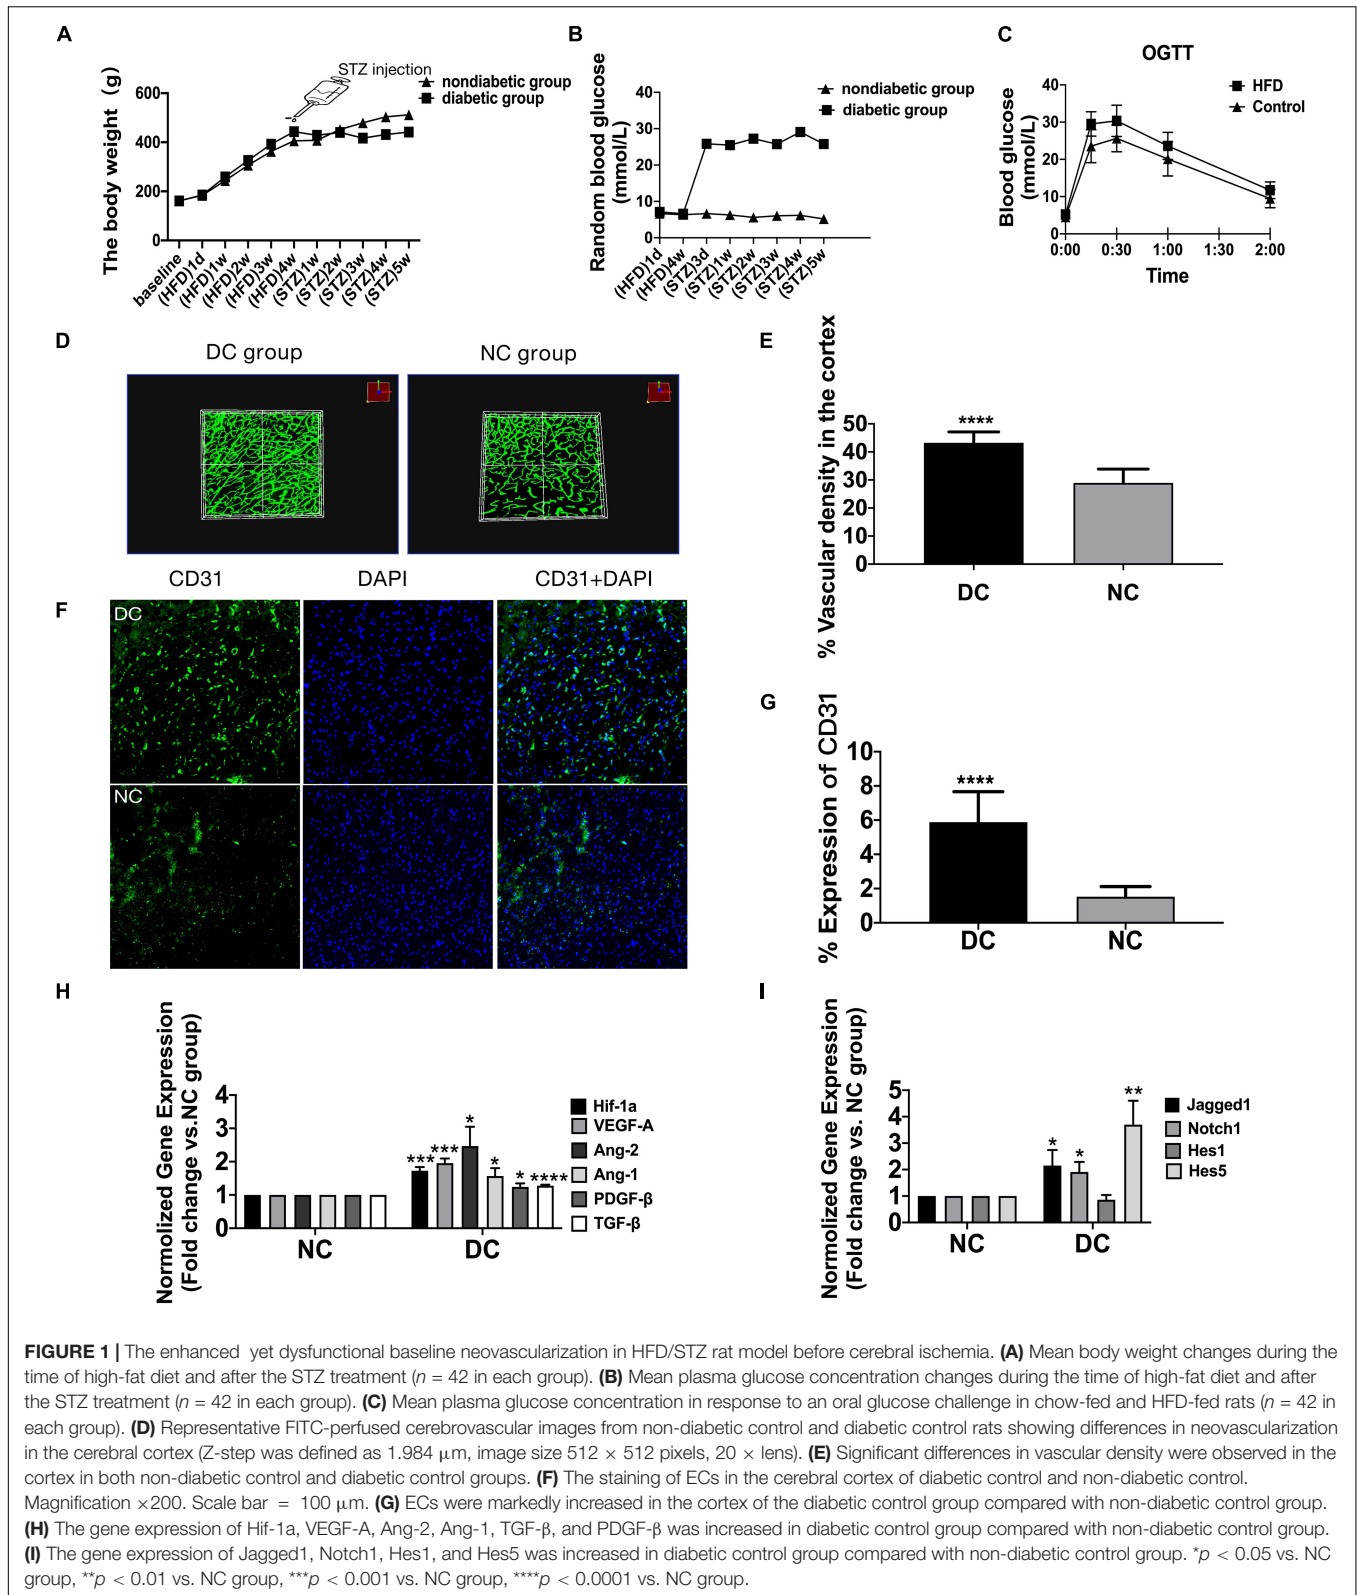 A
The body weight (g)
600
400
200
0
STZ injection
nondiabetic group
diabetic group
baseline
(HFD)1d
(HFD)1w
(HFD)2w
(HFD)3w
(HFD)4w
(STZ)1w
(STZ)2w
(STZ)3w
(STZ)4w
(STZ)5w
B
Random blood glucose
(mmol/L)
40
30
20
10
0
nondiabetic group
diabetic group
(HFD)1d
(HFD)4w
(STZ)3d
(STZ)1w
(STZ)2w
(STZ)3w
(STZ)4w
(STZ)5w
C
OGTT
Blood glucose
(mmol/L)
40
30
20
10
0
HFD
Control
0:00
0:30
1:00
1:30
2:00
Time
D
DC group
NC group
E
% Vascular density in the cortex
50
40
30
20
10
0
****
DC
NC
F
CD31
DAPI
CD31+DAPI
DC
NC
G
% Expression of CD31
10
8
6
4
2
0
****
DC
NC
H
Normolized Gene Expression
(Fold change vs.NC group)
4
3
2
1
0
***
***
*
*
*
****
NC
DC
Hif-1a
VEGF-A
Ang-2
Ang-1
PDGF-β
TGF-β
I
Normolized Gene Expression
(Fold change vs. NC group)
5
4
3
2
1
0
*
*
**
NC
DC
Jagged1
Notch1
Hes1
Hes5
FIGURE 1 | The enhanced yet dysfunctional baseline neovascularization in HFD/STZ rat model before cerebral ischemia. (A) Mean body weight changes during the
time of high-fat diet and after the STZ treatment (n = 42 in each group). (B) Mean plasma glucose concentration changes during the time of high-fat diet and after
the STZ treatment (n = 42 in each group). (C) Mean plasma glucose concentration in response to an oral glucose challenge in chow-fed and HFD-fed rats (n = 42 in
each group). (D) Representative FITC-perfused cerebrovascular images from non-diabetic control and diabetic control rats showing differences in neovascularization
in the cerebral cortex (Z-step was defined as 1.984 μm, image size 512 × 512 pixels, 20 × lens). (E) Significant differences in vascular density were observed in the
cortex in both non-diabetic control and diabetic control groups. (F) The staining of ECs in the cerebral cortex of diabetic control and non-diabetic control.
Magnification ×200. Scale bar = 100 μm. (G) ECs were markedly increased in the cortex of the diabetic control group compared with non-diabetic control group.
(H) The gene expression of Hif-1a, VEGF-A, Ang-2, Ang-1, TGF-β, and PDGF-β was increased in diabetic control group compared with non-diabetic control group.
(I) The gene expression of Jagged1, Notch1, Hes1, and Hes5 was increased in diabetic control group compared with non-diabetic control group. *p < 0.05 vs. NC
group, **p < 0.01 vs. NC group, ***p < 0.001 vs. NC group, ****p < 0.0001 vs. NC group.